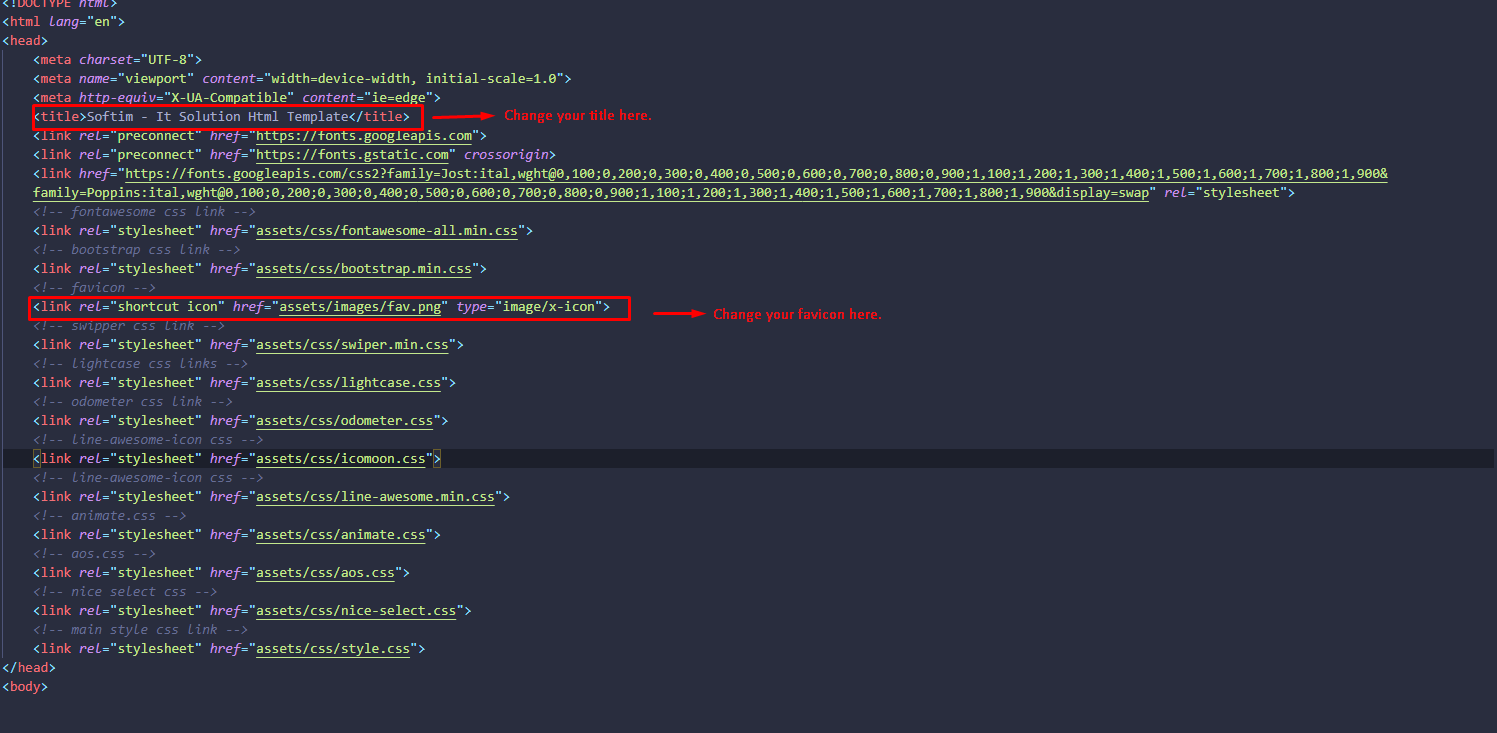 <!DOCTYPE html>
<html lang="en">
<head>
<meta charset="UTF-8">
<meta name="viewport" content="width=device-width, initial-scale=1.0">
<meta http-equiv="X-UA-Compatible" content="ie=edge">
<title>Softim - It Solution Html Template</title> Change your title here.
<link rel="preconnect" href="https://fonts.googleapis.com">
<link rel="preconnect" href="https://fonts.gstatic.com" crossorigin>
<link href="https://fonts.googleapis.com/css2?family=Jost:ital,wght@0,100;0,200;0,300;0,400;0,500;0,600;0,700;0,800;0,900;1,100;1,200;1,300;1,400;1,500;1,600;1,700;1,800;1,900&
family=Poppins:ital,wght@0,100;0,200;0,300;0,400;0,500;0,600;0,700;0,800;0,900;1,100;1,200;1,300;1,400;1,500;1,600;1,700;1,800;1,900&display=swap" rel="stylesheet">
<!-- fontawesome css link -->
<link rel="stylesheet" href="assets/css/fontawesome-all.min.css">
<!-- bootstrap css link -->
<link rel="stylesheet" href="assets/css/bootstrap.min.css">
<!-- favicon -->
<link rel="shortcut icon" href="assets/images/fav.png" type="image/x-icon"> Change your favicon here.
<!-- swipper css link -->
<link rel="stylesheet" href="assets/css/swiper.min.css">
<!-- lightcase css links -->
<link rel="stylesheet" href="assets/css/lightcase.css">
<!-- odometer css link -->
<link rel="stylesheet" href="assets/css/odometer.css">
<!-- line-awesome-icon css -->
<link rel="stylesheet" href="assets/css/icomoon.css">
<!-- line-awesome-icon css -->
<link rel="stylesheet" href="assets/css/line-awesome.min.css">
<!-- animate.css -->
<link rel="stylesheet" href="assets/css/animate.css">
<!-- aos.css -->
<link rel="stylesheet" href="assets/css/aos.css">
<!-- nice select css -->
<link rel="stylesheet" href="assets/css/nice-select.css">
<!-- main style css link -->
<link rel="stylesheet" href="assets/css/style.css">
</head>
<body>